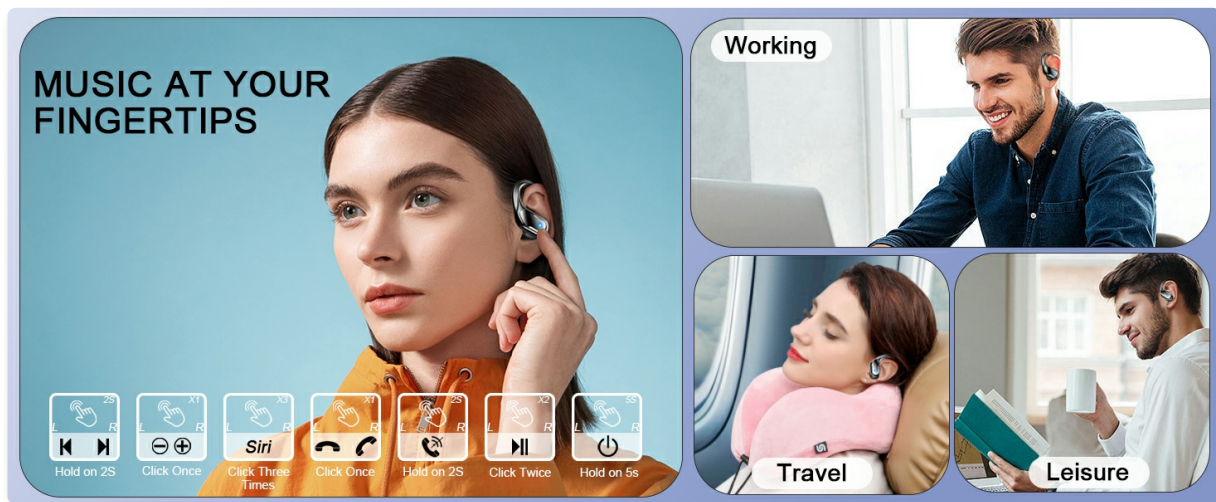 MUSIC AT YOUR
FINGERTIPS
2S
L R
Hold on 2S
X1
L R
Click Once
X3
L R
Siri
Click Three
Times
X1
L R
Click Once
2S
L R
Hold on 2S
X2
L R
Click Twice
5S
L R
Hold on 5s
Working
Travel
Leisure